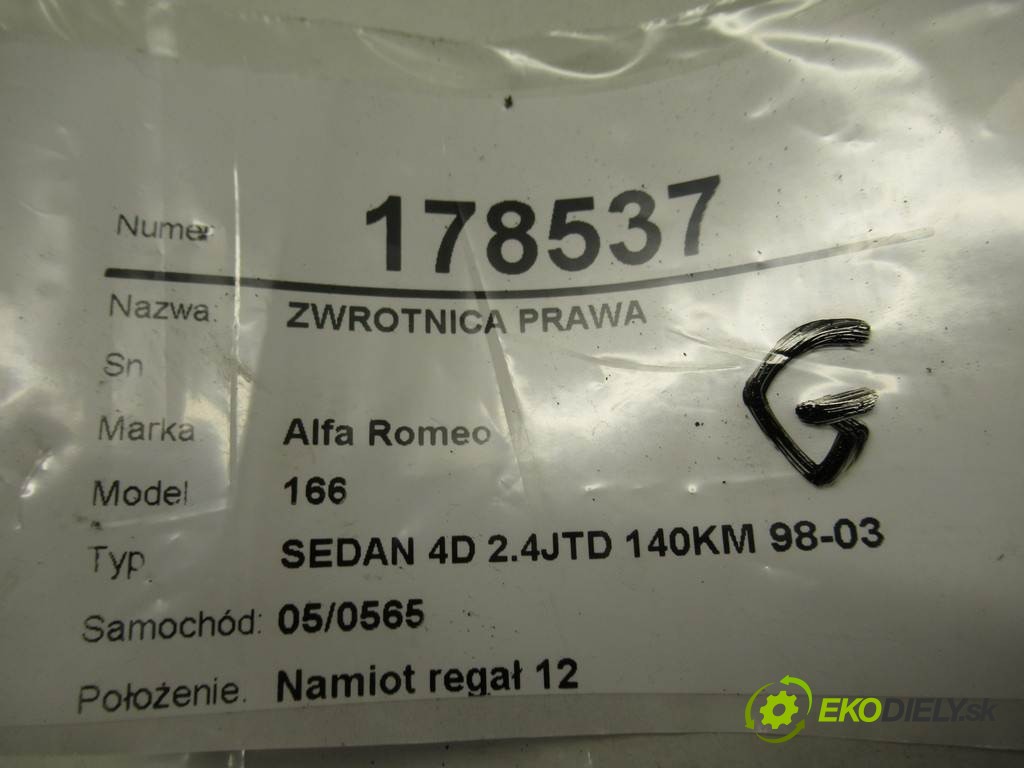 Numer 178537
Nazwa: ZWROTNICA PRAWA
Sn
Marka Alfa Romeo
Model 166
Typ SEDAN 4D 2.4JTD 140KM 98-03
Samochód: 05/0565
Położenie. Namiot regał 12
G
EKODIELY.sk